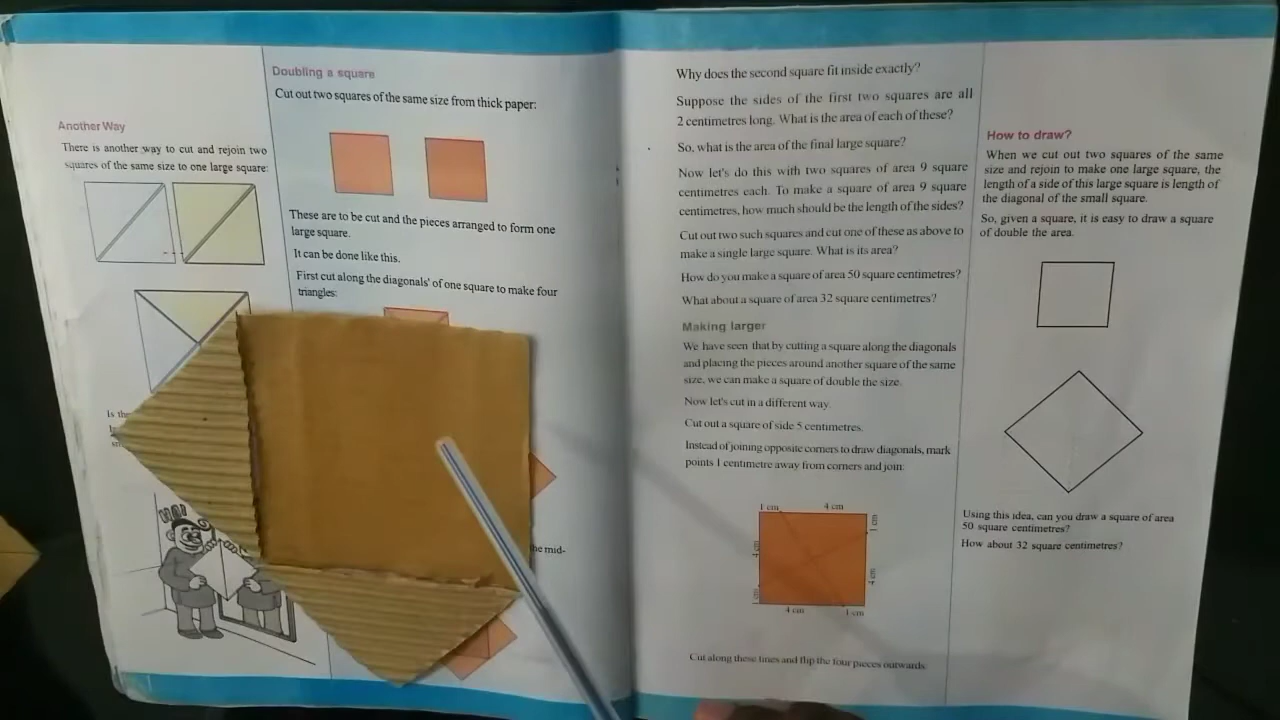 Another Way
There is another way to cut and rejoin two
squares of the same size to one large square:
Is the
Doubling a square
Cut out two squares of the same size from thick paper:
These are to be cut and the pieces arranged to form one
large square.
It can be done like this.
First cut along the diagonals' of one square to make four
triangles:
he mid-
Why does the second square fit inside exactly?
Suppose the sides of the first two squares are all
2 centimetres long. What is the area of each of these?
So, what is the area of the final large square?
Now let's do this with two squares of area 9 square
centimetres each. To make a square of area 9 square
centimetres, how much should be the length of the sides?
Cut out two such squares and cut one of these as above to
make a single large square. What is its area?
How do you make a square of area 50 square centimetres?
What about a square of area 32 square centimetres?
Making larger
We have seen that by cutting a square along the diagonals
and placing the pieces around another square of the same
size, we can make a square of double the size.
Now let's cut in a different way.
Cut out a square of side 5 centimetres.
Instead of joining opposite corners to draw diagonals, mark
points 1 centimetre away from corners and join:
1 cm 4 cm
1 cm
4 cm
4 cm
1 cm
4 cm 1 cm
Cut along these lines and flip the four pieces outwards.
How to draw?
When we cut out two squares of the same
size and rejoin to make one large square, the
length of a side of this large square is length of
the diagonal of the small square.
So, given a square, it is easy to draw a square
of double the area.
Using this idea, can you draw a square of area
50 square centimetres?
How about 32 square centimetres?